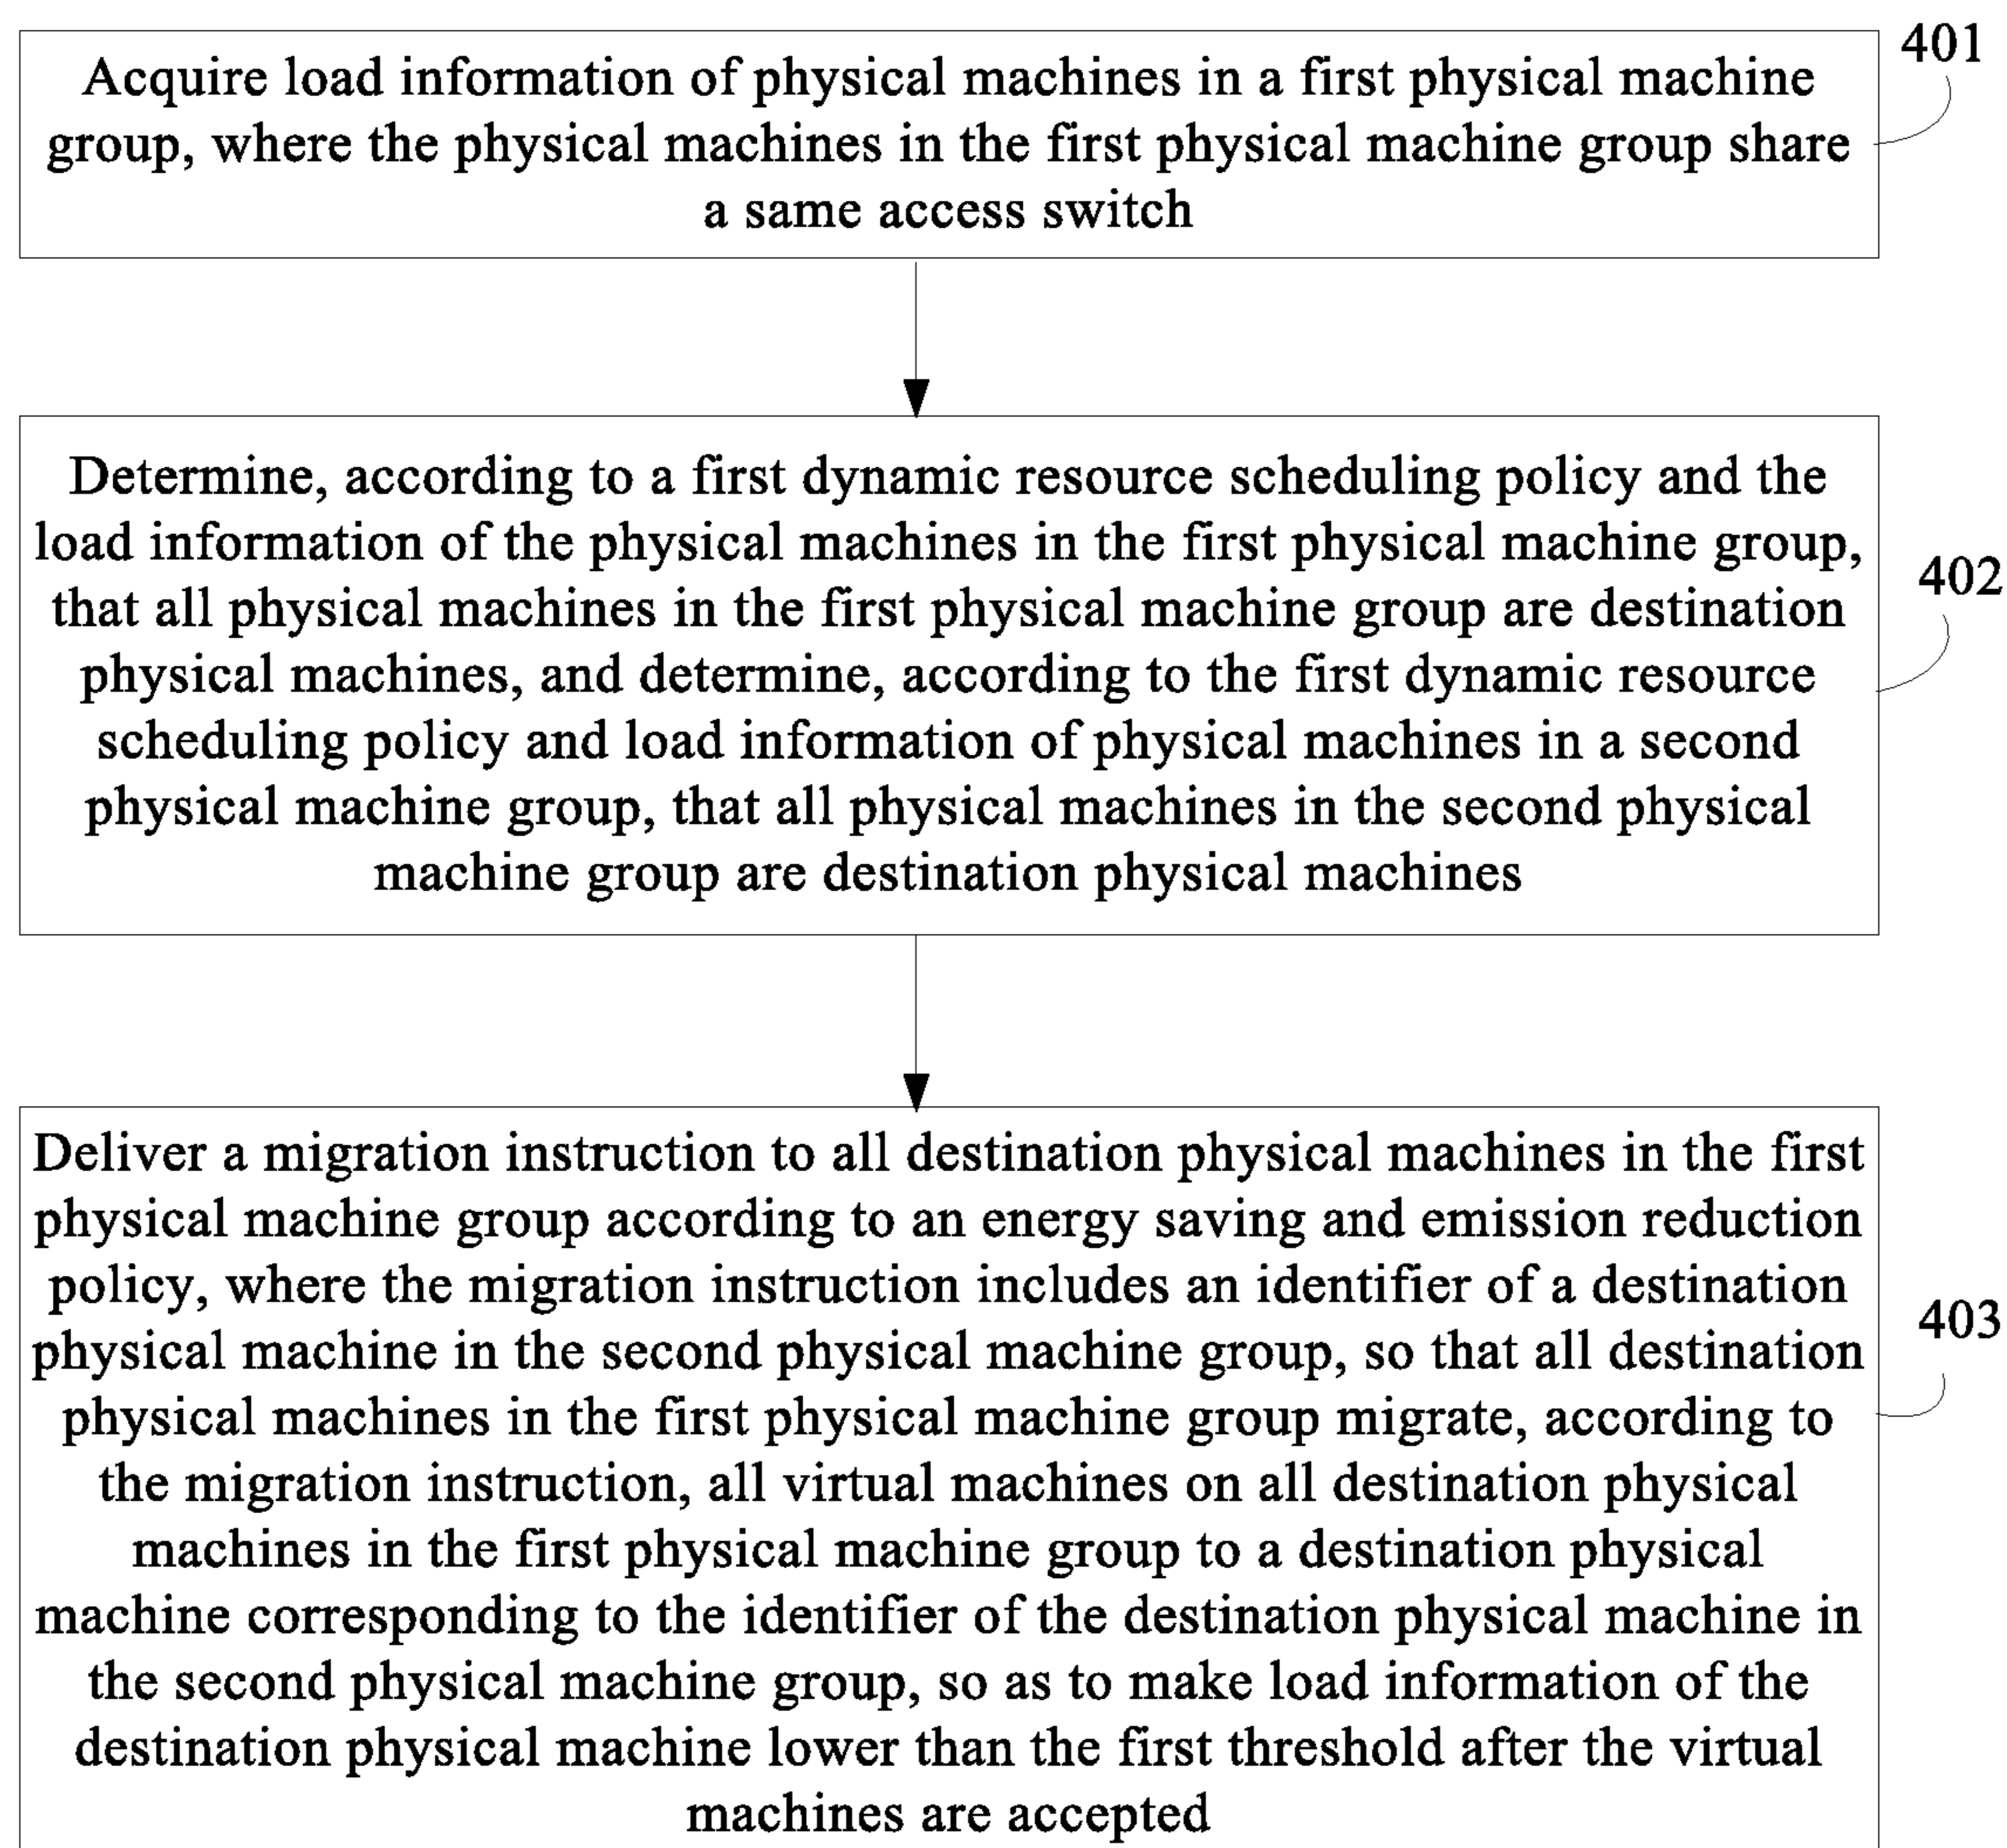 401
Acquire load information of physical machines in a first physical machine
group, where the physical machines in the first physical machine group share
a same access switch
Determine, according to a first dynamic resource scheduling policy and the
load information of the physical machines in the first physical machine group,
402
that all physical machines in the first physical machine group are destination
physical machines, and determine, according to the first dynamic resource
scheduling policy and load information of physical machines in a second
physical machine group, that all physical machines in the second physical
machine group are destination physical machines
Deliver a migration instruction to all destination physical machines in the first
physical machine group according to an energy saving and emission reduction
policy, where the migration instruction includes an identifier of a destination
403
physical machine in the second physical machine group, so that all destination
physical machines in the first physical machine group migrate, according to
the migration instruction, all virtual machines on all destination physical
machines in the first physical machine group to a destination physical
machine corresponding to the identifier of the destination physical machine in
the second physical machine group, so as to make load information of the
destination physical machine lower than the first threshold after the virtual
machines are accepted